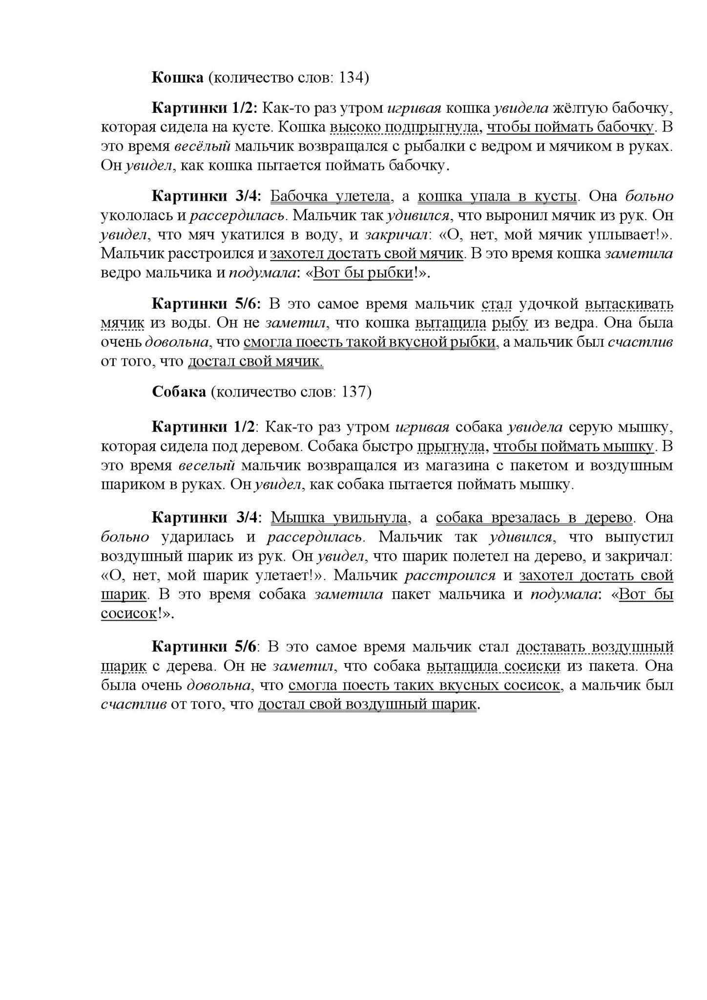 Кошка (количество слов: 134)
Картинки 1/2: Как-то раз утром игривая кошка увидела жёлтую бабочку,
которая сидела на кусте. Кошка высоко подпрыгнула, чтобы поймать бабочку. В
это время весёлый мальчик возвращался с рыбалки с ведром и мячиком в руках.
Он увидел, как кошка пытается поймать бабочку.
Картинки 3/4: Бабочка улетела, а кошка упала в кусты. Она больно
укололась и рассердилась. Мальчик так удивился, что выронил мячик из рук. Он
увидел, что мяч укатился в воду, и закричал: «О, нет, мой мячик уплывает!».
Мальчик расстроился и захотел достать свой мячик. В это время кошка заметила
ведро мальчика и подумала: «Вот бы рыбки!».
Картинки 5/6: В это самое время мальчик стал удочкой вытаскивать
мячик из воды. Он не заметил, что кошка вытащила рыбу из ведра. Она была
очень довольна, что смогла поесть такой вкусной рыбки, а мальчик был счастлив
от того, что достал свой мячик.
Собака (количество слов: 137)
Картинки 1/2: Как-то раз утром игривая собака увидела серую мышку,
которая сидела под деревом. Собака быстро прыгнула, чтобы поймать мышку. В
это время веселый мальчик возвращался из магазина с пакетом и воздушным
шариком в руках. Он увидел, как собака пытается поймать мышку.
Картинки 3/4: Мышка увильнула, а собака врезалась в дерево. Она
больно ударилась и рассердилась. Мальчик так удивился, что выпустил
воздушный шарик из рук. Он увидел, что шарик полетел на дерево, и закричал:
«О, нет, мой шарик улетает!». Мальчик расстроился и захотел достать свой
шарик. В это время собака заметила пакет мальчика и подумала: «Вот бы
сосисок!».
Картинки 5/6: В это самое время мальчик стал доставать воздушный
шарик с дерева. Он не заметил, что собака вытащила сосиски из пакета. Она
была очень довольна, что смогла поесть таких вкусных сосисок, а мальчик был
счастлив от того, что достал свой воздушный шарик.